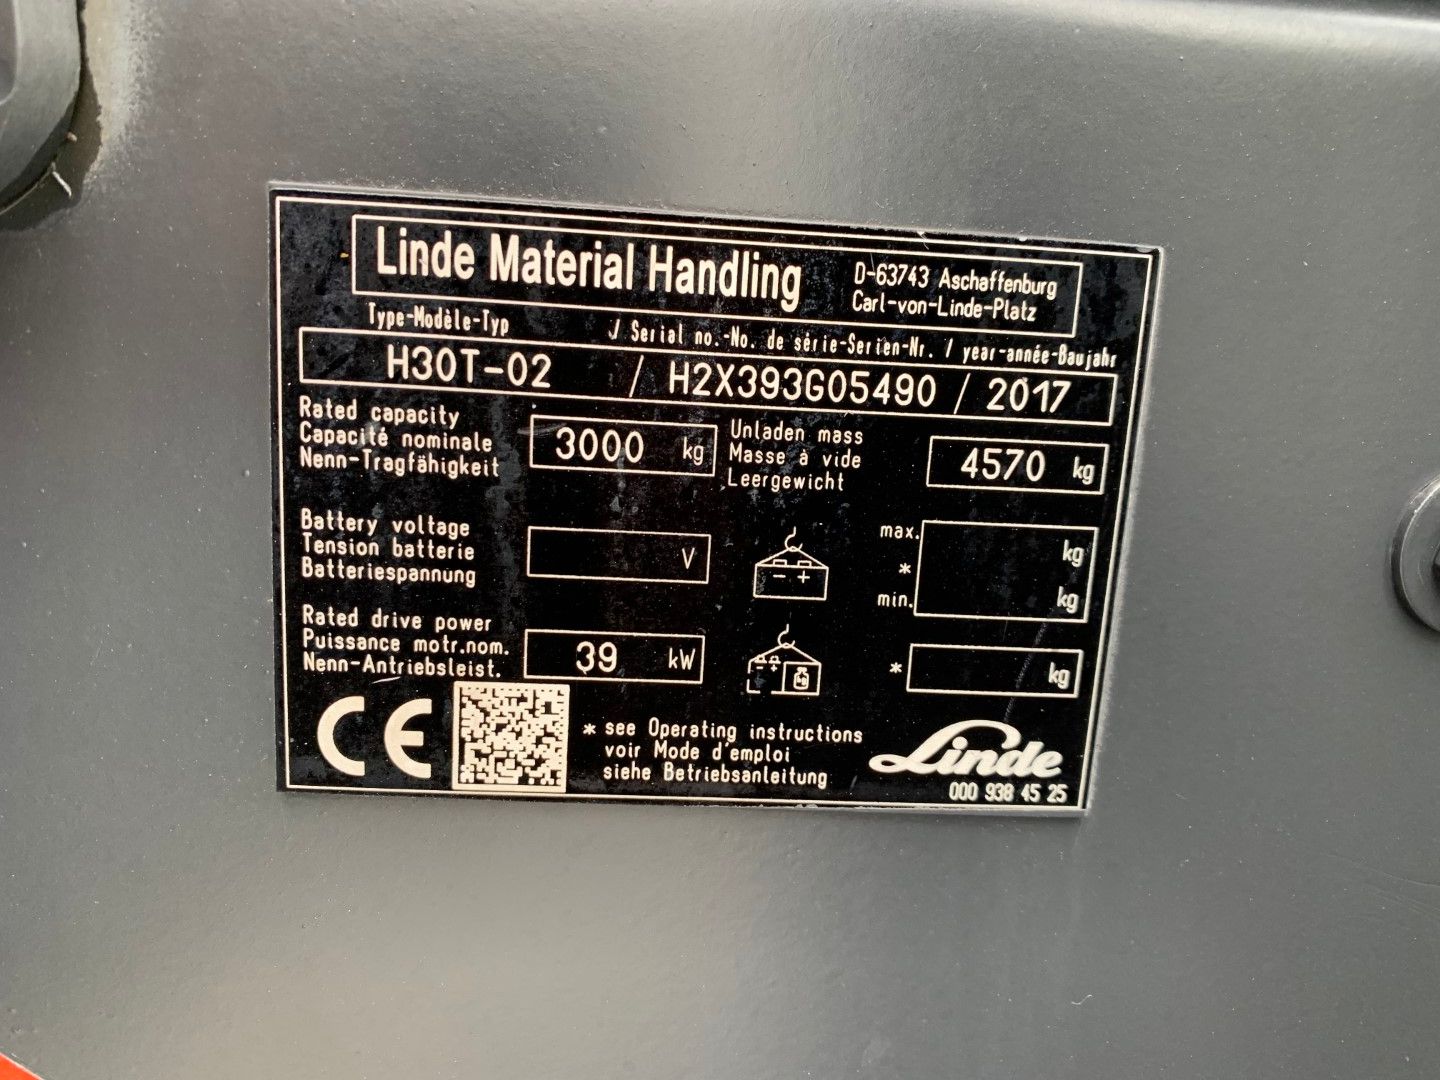 Linde Material Handling
D-63743 Aschaffenburg
Carl-von-Linde-Platz
Type-Modèle-Typ / Serial no.-No. de série-Serien-Nr. / year-année-Baujahr
H30T-02 / H2X393G05490 / 2017
Rated capacity
Capacité nominale
Nenn-Tragfähigkeit
3000 kg
Unladen mass
Masse à vide
Leergewicht
4570 kg
Battery voltage
Tension batterie
Batteriespannung
V
- +
max. kg
*
min. kg
Rated drive power
Puissance motr.nom.
Nenn-Antriebsleist.
39 kW
- + kg
* kg
CE
* see Operating instructions
voir Mode d'emploi
siehe Betriebsanleitung
Linde
000 938 45 25